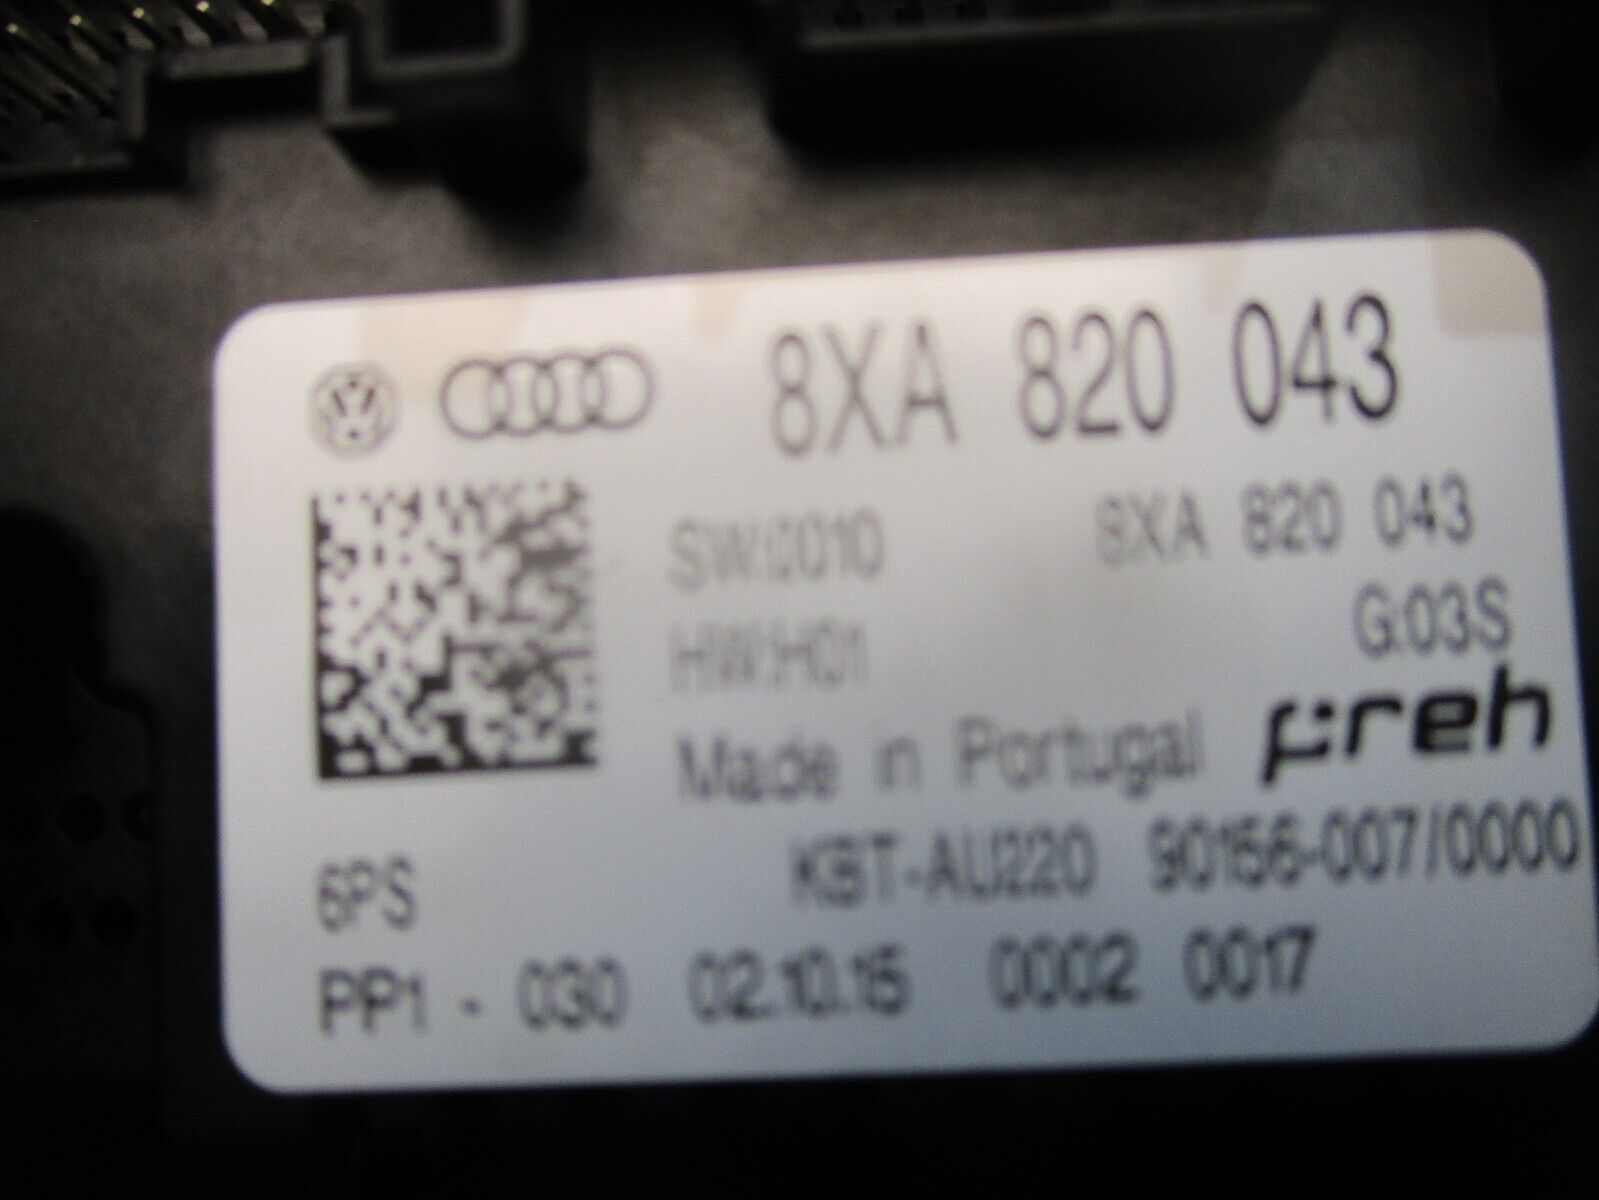 8XA 820 043
SW:0010 8XA 820 043
HW:H01 G:03S
Made in Portugal preh
6PS KBT-AU220 90156-007/0000
PP1 - 030 02.10.15 0002 0017